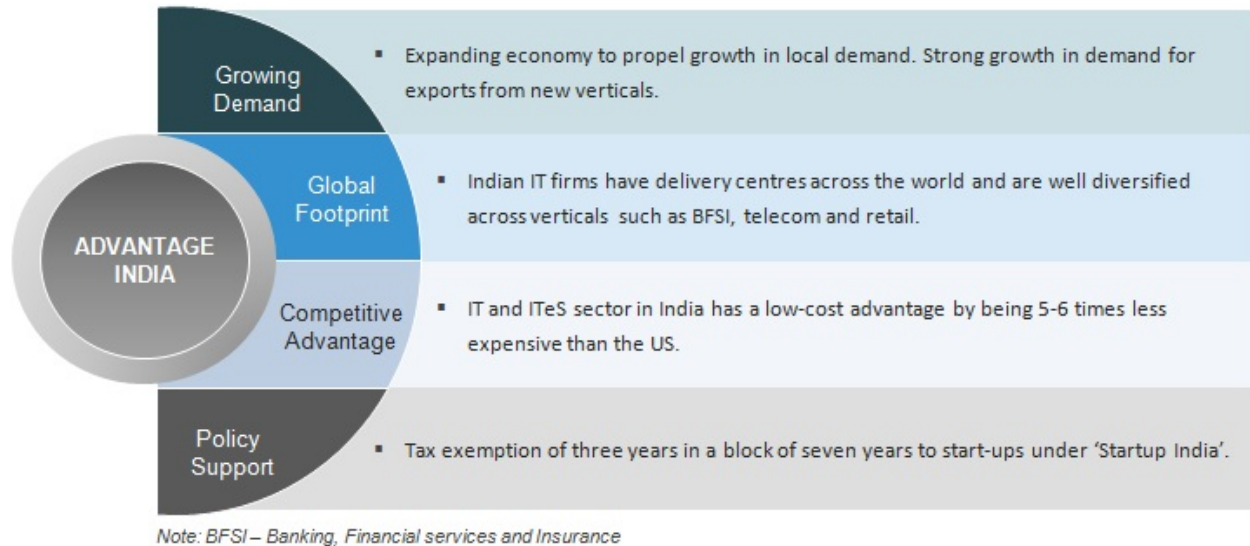 Growing
Demand
▪ Expanding economy to propel growth in local demand. Strong growth in demand for
exports from new verticals.
ADVANTAGE
INDIA
Global
Footprint
▪ Indian IT firms have delivery centres across the world and are well diversified
across verticals such as BFSI, telecom and retail.
Competitive
Advantage
▪ IT and ITeS sector in India has a low-cost advantage by being 5-6 times less
expensive than the US.
Policy
Support
▪ Tax exemption of three years in a block of seven years to start-ups under ‘Startup India’.
Note: BFSI – Banking, Financial services and Insurance